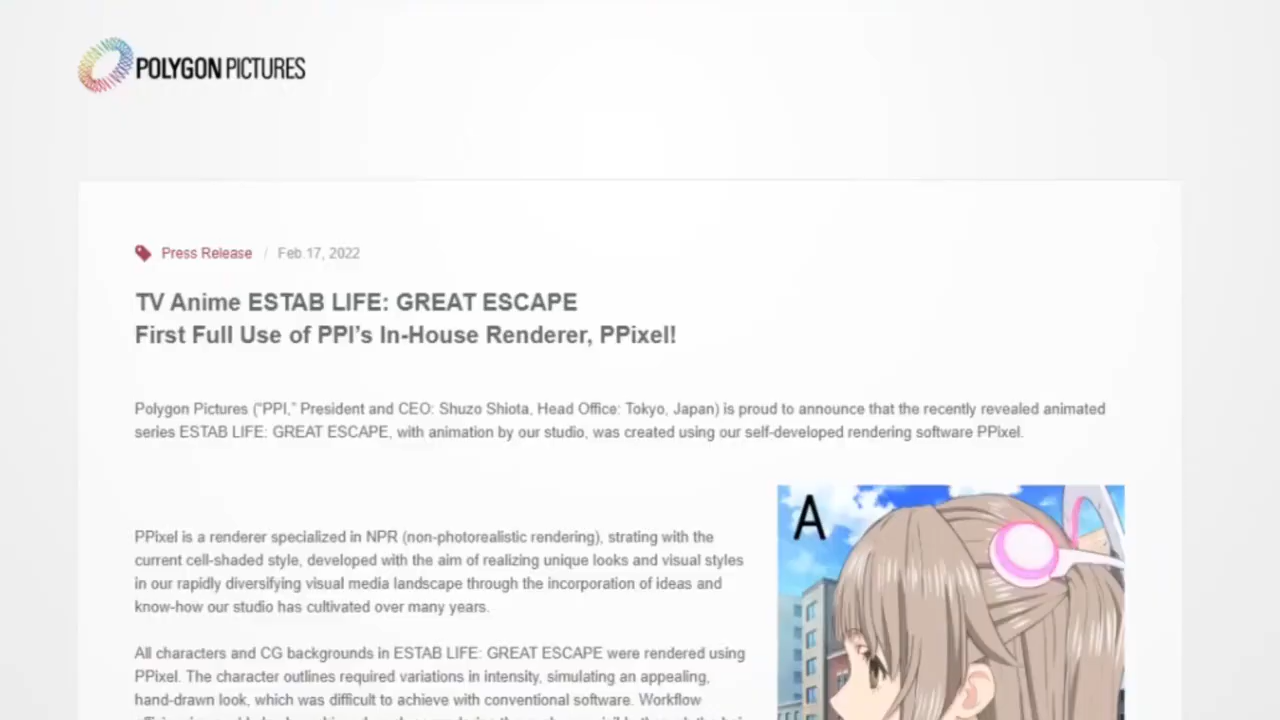 POLYGON PICTURES
Press Release / Feb.17, 2022
TV Anime ESTAB LIFE: GREAT ESCAPE
First Full Use of PPI's In-House Renderer, PPixel!
Polygon Pictures ("PPI," President and CEO: Shuzo Shiota, Head Office: Tokyo, Japan) is proud to announce that the recently revealed animated
series ESTAB LIFE: GREAT ESCAPE, with animation by our studio, was created using our self-developed rendering software PPixel.
A
PPixel is a renderer specialized in NPR (non-photorealistic rendering), strating with the
current cell-shaded style, developed with the aim of realizing unique looks and visual styles
in our rapidly diversifying visual media landscape through the incorporation of ideas and
know-how our studio has cultivated over many years.
All characters and CG backgrounds in ESTAB LIFE: GREAT ESCAPE were rendered using
PPixel. The character outlines required variations in intensity, simulating an appealing,
hand-drawn look, which was difficult to achieve with conventional software. Workflow